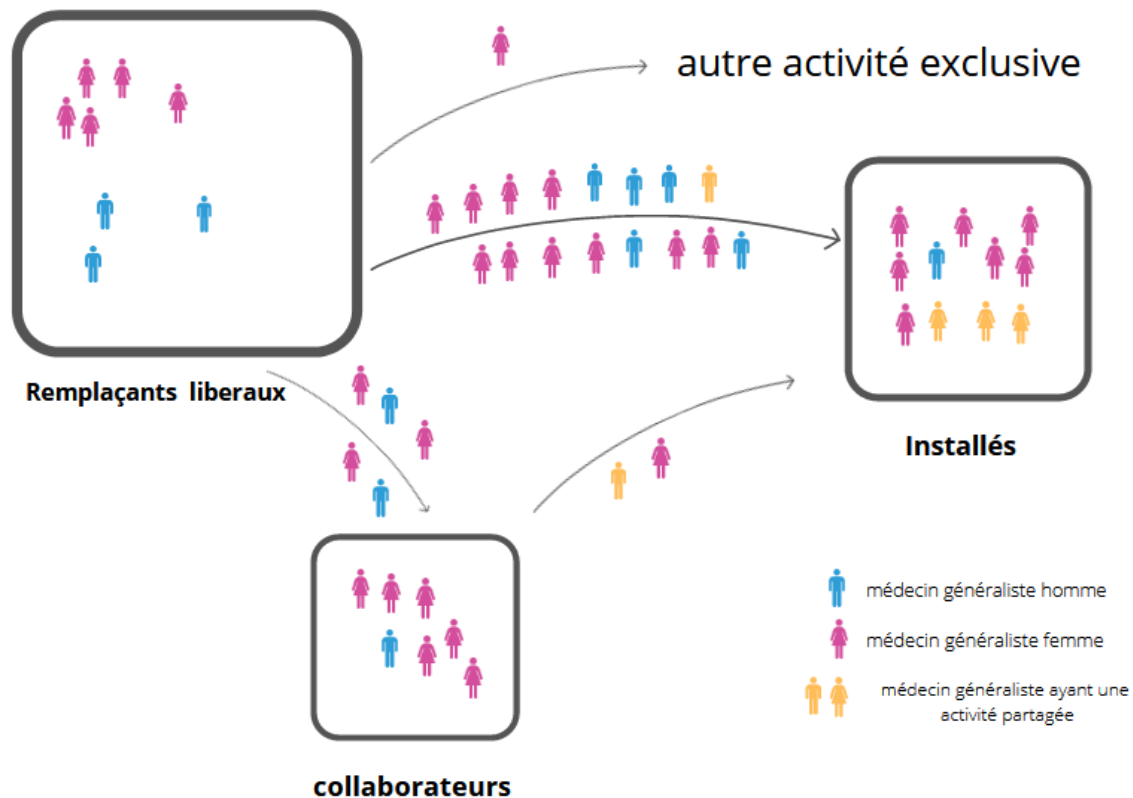 autre activité exclusive
Remplaçants liberaux
Installés
médecin généraliste homme
médecin généraliste femme
médecin généraliste ayant une
activité partagée
collaborateurs